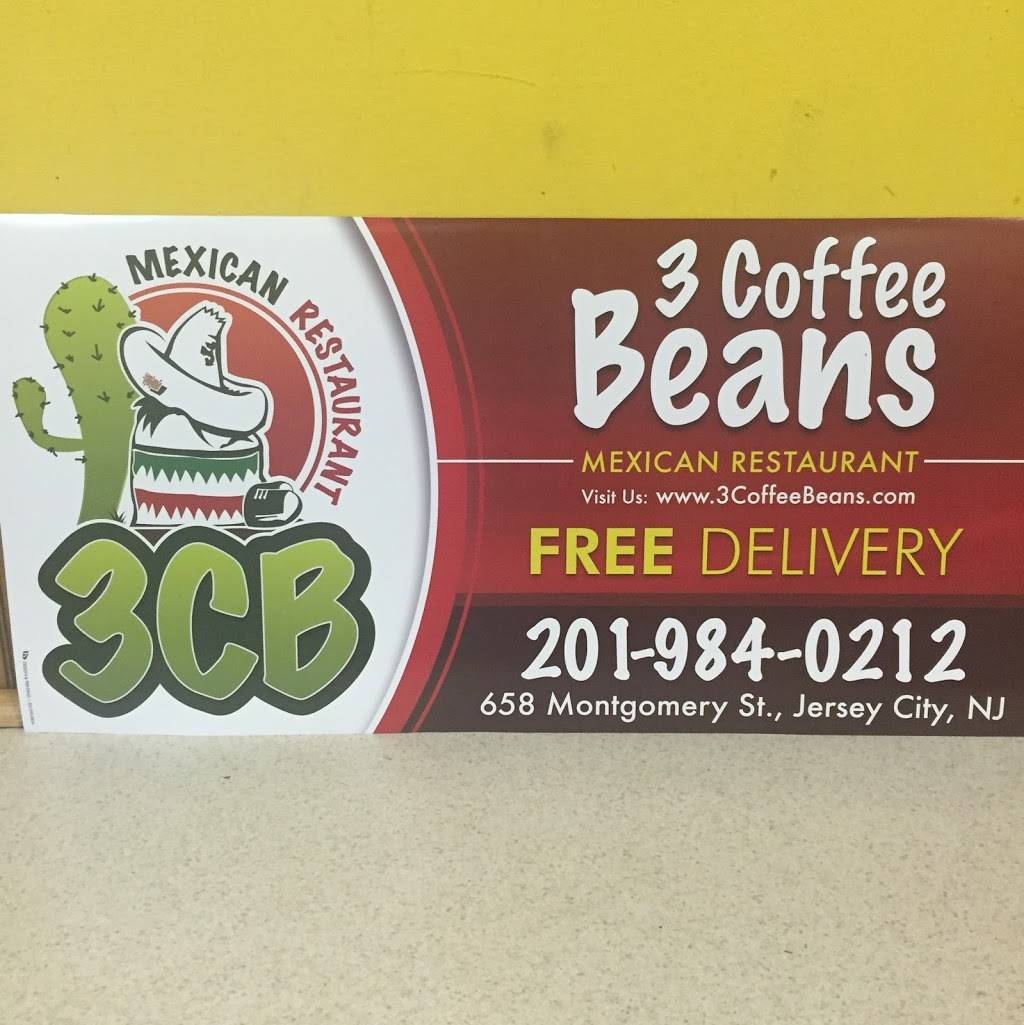 MEXICAN RESTAURANT
3CB
3 Coffee
Beans
MEXICAN RESTAURANT
Visit Us: www.3CoffeeBeans.com
FREE DELIVERY
201-984-0212
658 Montgomery St., Jersey City, NJ